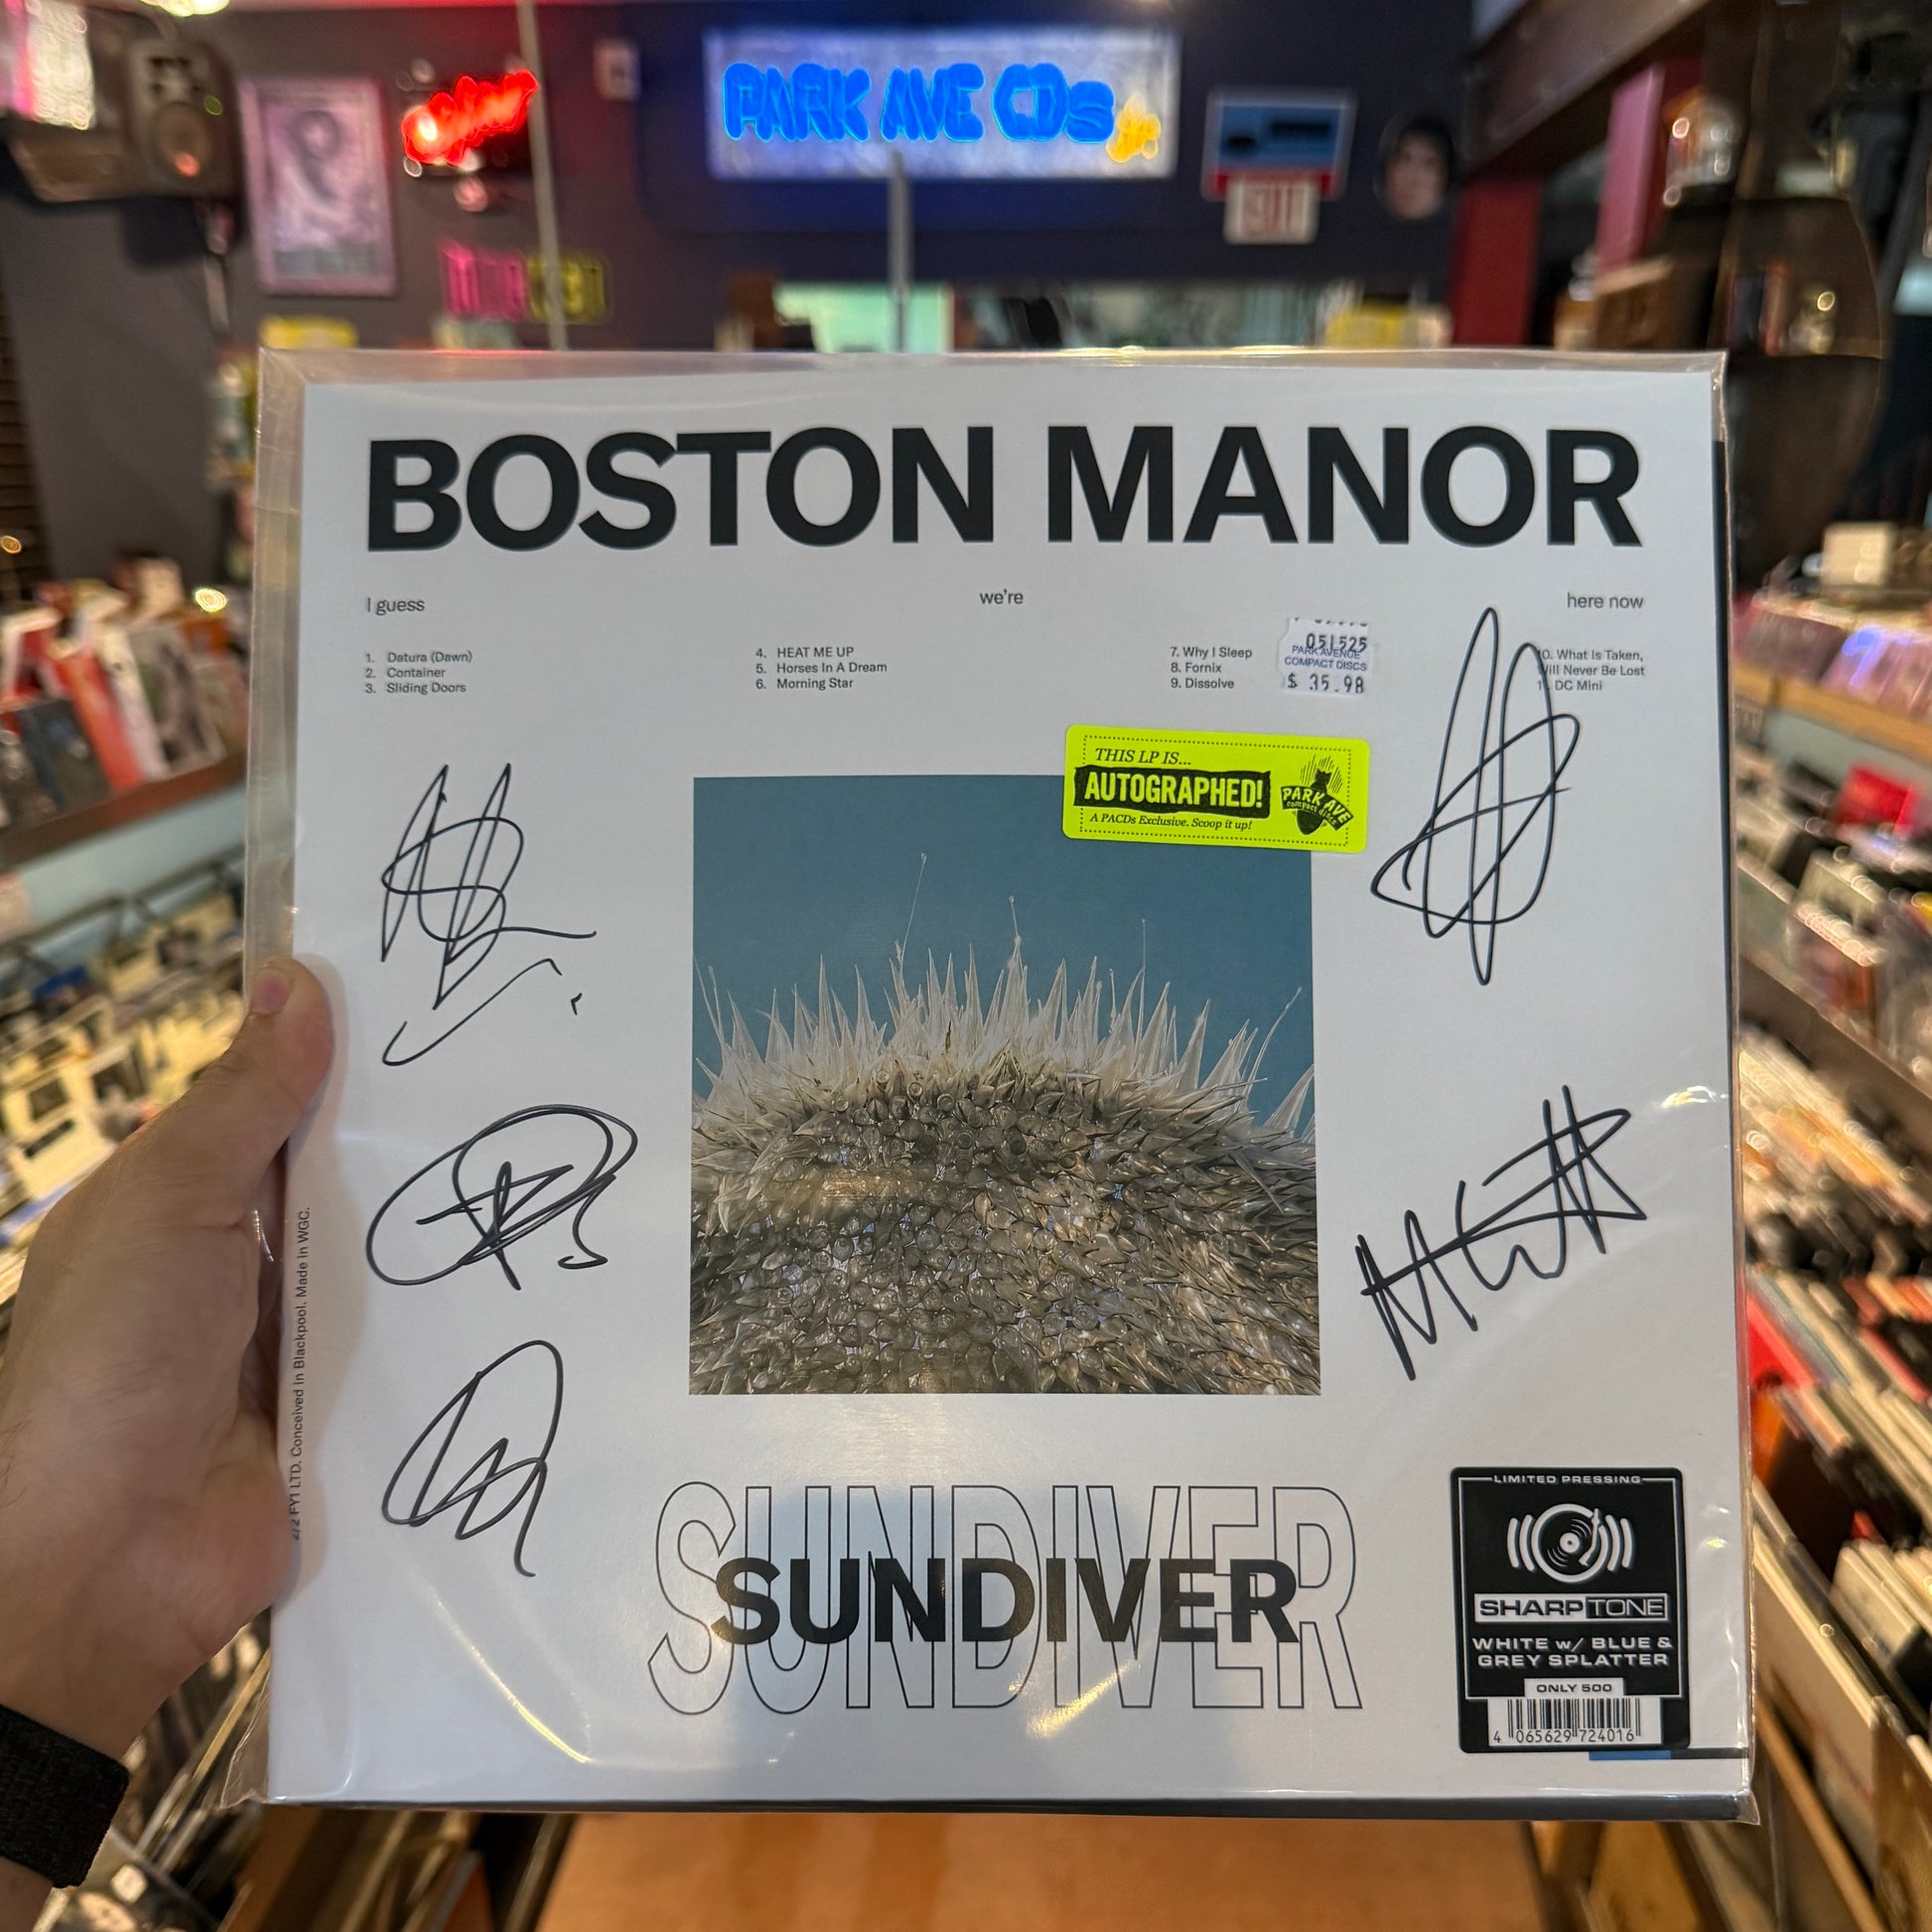 PARK AVE CDs
BOSTON MANOR
I guess we're here now
1. Datura (Dawn)
2. Container
3. Sliding Doors
4. HEAT ME UP
5. Horses In A Dream
6. Morning Star
7. Why I Sleep
8. Fornix
9. Dissolve
10. What Is Taken,
Will Never Be Lost
11. DC Mini
051525
PARK AVENUE
COMPACT DISCS
$ 35.98
THIS LP IS...
AUTOGRAPHED!
A PACDs Exclusive. Scoop it up!
PARK AVE
compact discs
FY1 LTD. Conceived in Blackpool. Made in WGC.
SUNDIVER
SUNDIVER
LIMITED PRESSING
SHARPTONE
WHITE w/ BLUE &
GREY SPLATTER
ONLY 500
4 065629 724016